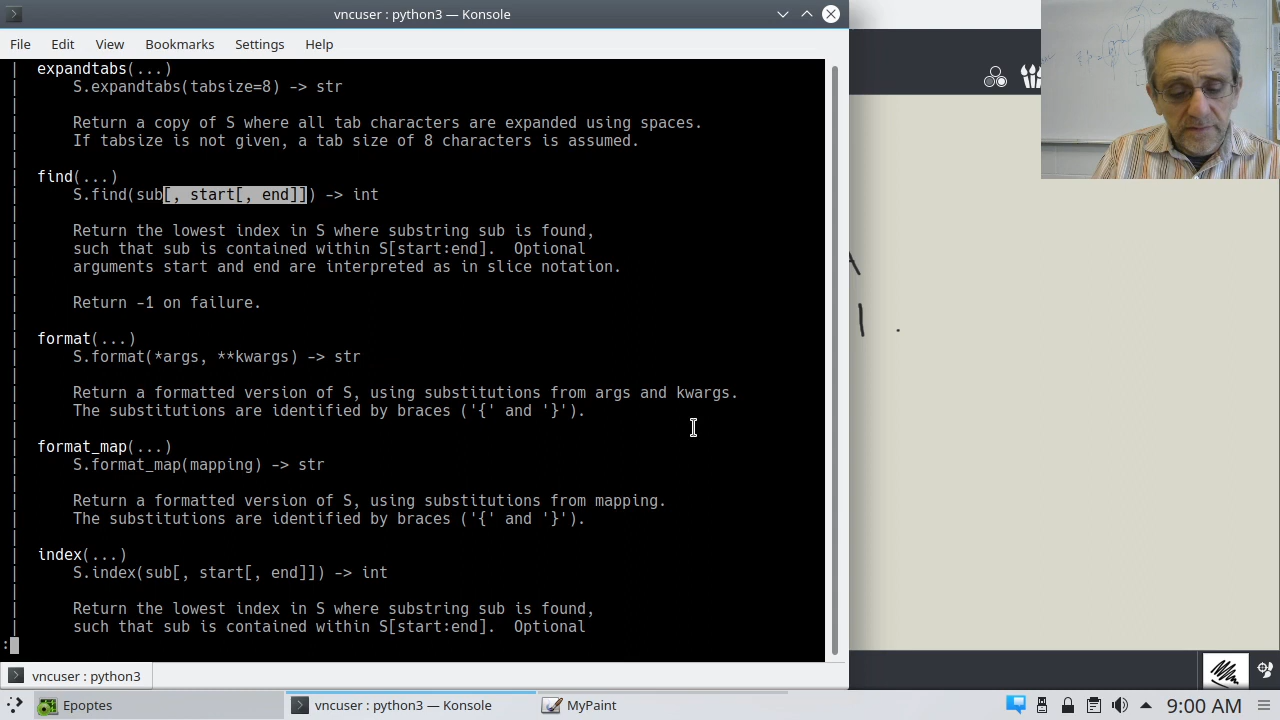 vncuser : python3 — Konsole
File Edit View Bookmarks Settings Help
| expandtabs(...)
| S.expandtabs(tabsize=8) -> str
|
| Return a copy of S where all tab characters are expanded using spaces.
| If tabsize is not given, a tab size of 8 characters is assumed.
|
| find(...)
| S.find(sub[, start[, end]]) -> int
|
| Return the lowest index in S where substring sub is found,
| such that sub is contained within S[start:end].  Optional
| arguments start and end are interpreted as in slice notation.
|
| Return -1 on failure.
|
| format(...)
| S.format(*args, **kwargs) -> str
|
| Return a formatted version of S, using substitutions from args and kwargs.
| The substitutions are identified by braces ('{' and '}').
|
| format_map(...)
| S.format_map(mapping) -> str
|
| Return a formatted version of S, using substitutions from mapping.
| The substitutions are identified by braces ('{' and '}').
|
| index(...)
| S.index(sub[, start[, end]]) -> int
|
| Return the lowest index in S where substring sub is found,
| such that sub is contained within S[start:end].  Optional
:
vncuser : python3
Epoptes
vncuser : python3 — Konsole
MyPaint
9:00 AM